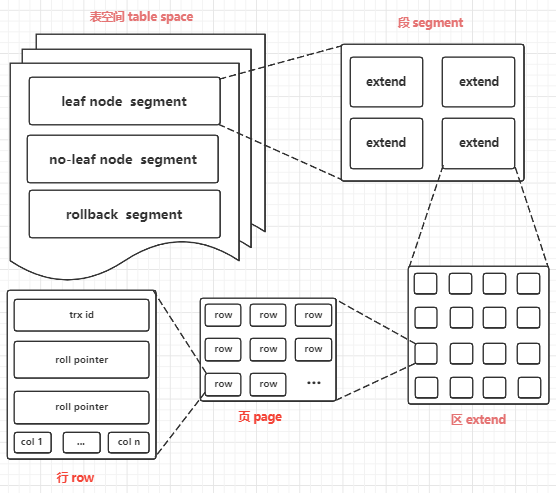 表空间 table space
leaf node segment
no-leaf node segment
rollback segment
段 segment
extend
extend
extend
extend
trx id
roll pointer
roll pointer
col 1
...
col n
行 row
row
row
row
row
row
row
row
row
...
页 page
区 extend